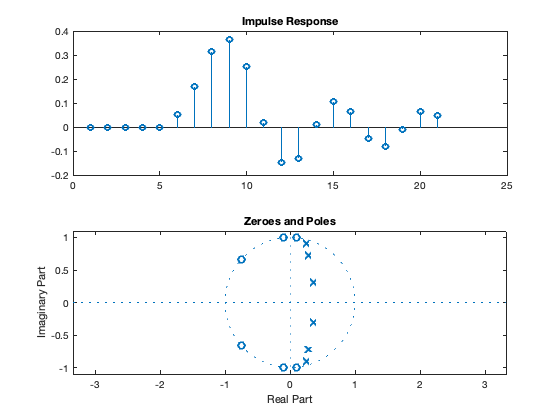 Impulse Response
0.4
0.3
0.2
0.1
0
-0.1
-0.2
0 5 10 15 20 25
Zeroes and Poles
Imaginary Part
1
0.5
0
-0.5
-1
-3 -2 -1 0 1 2 3
Real Part